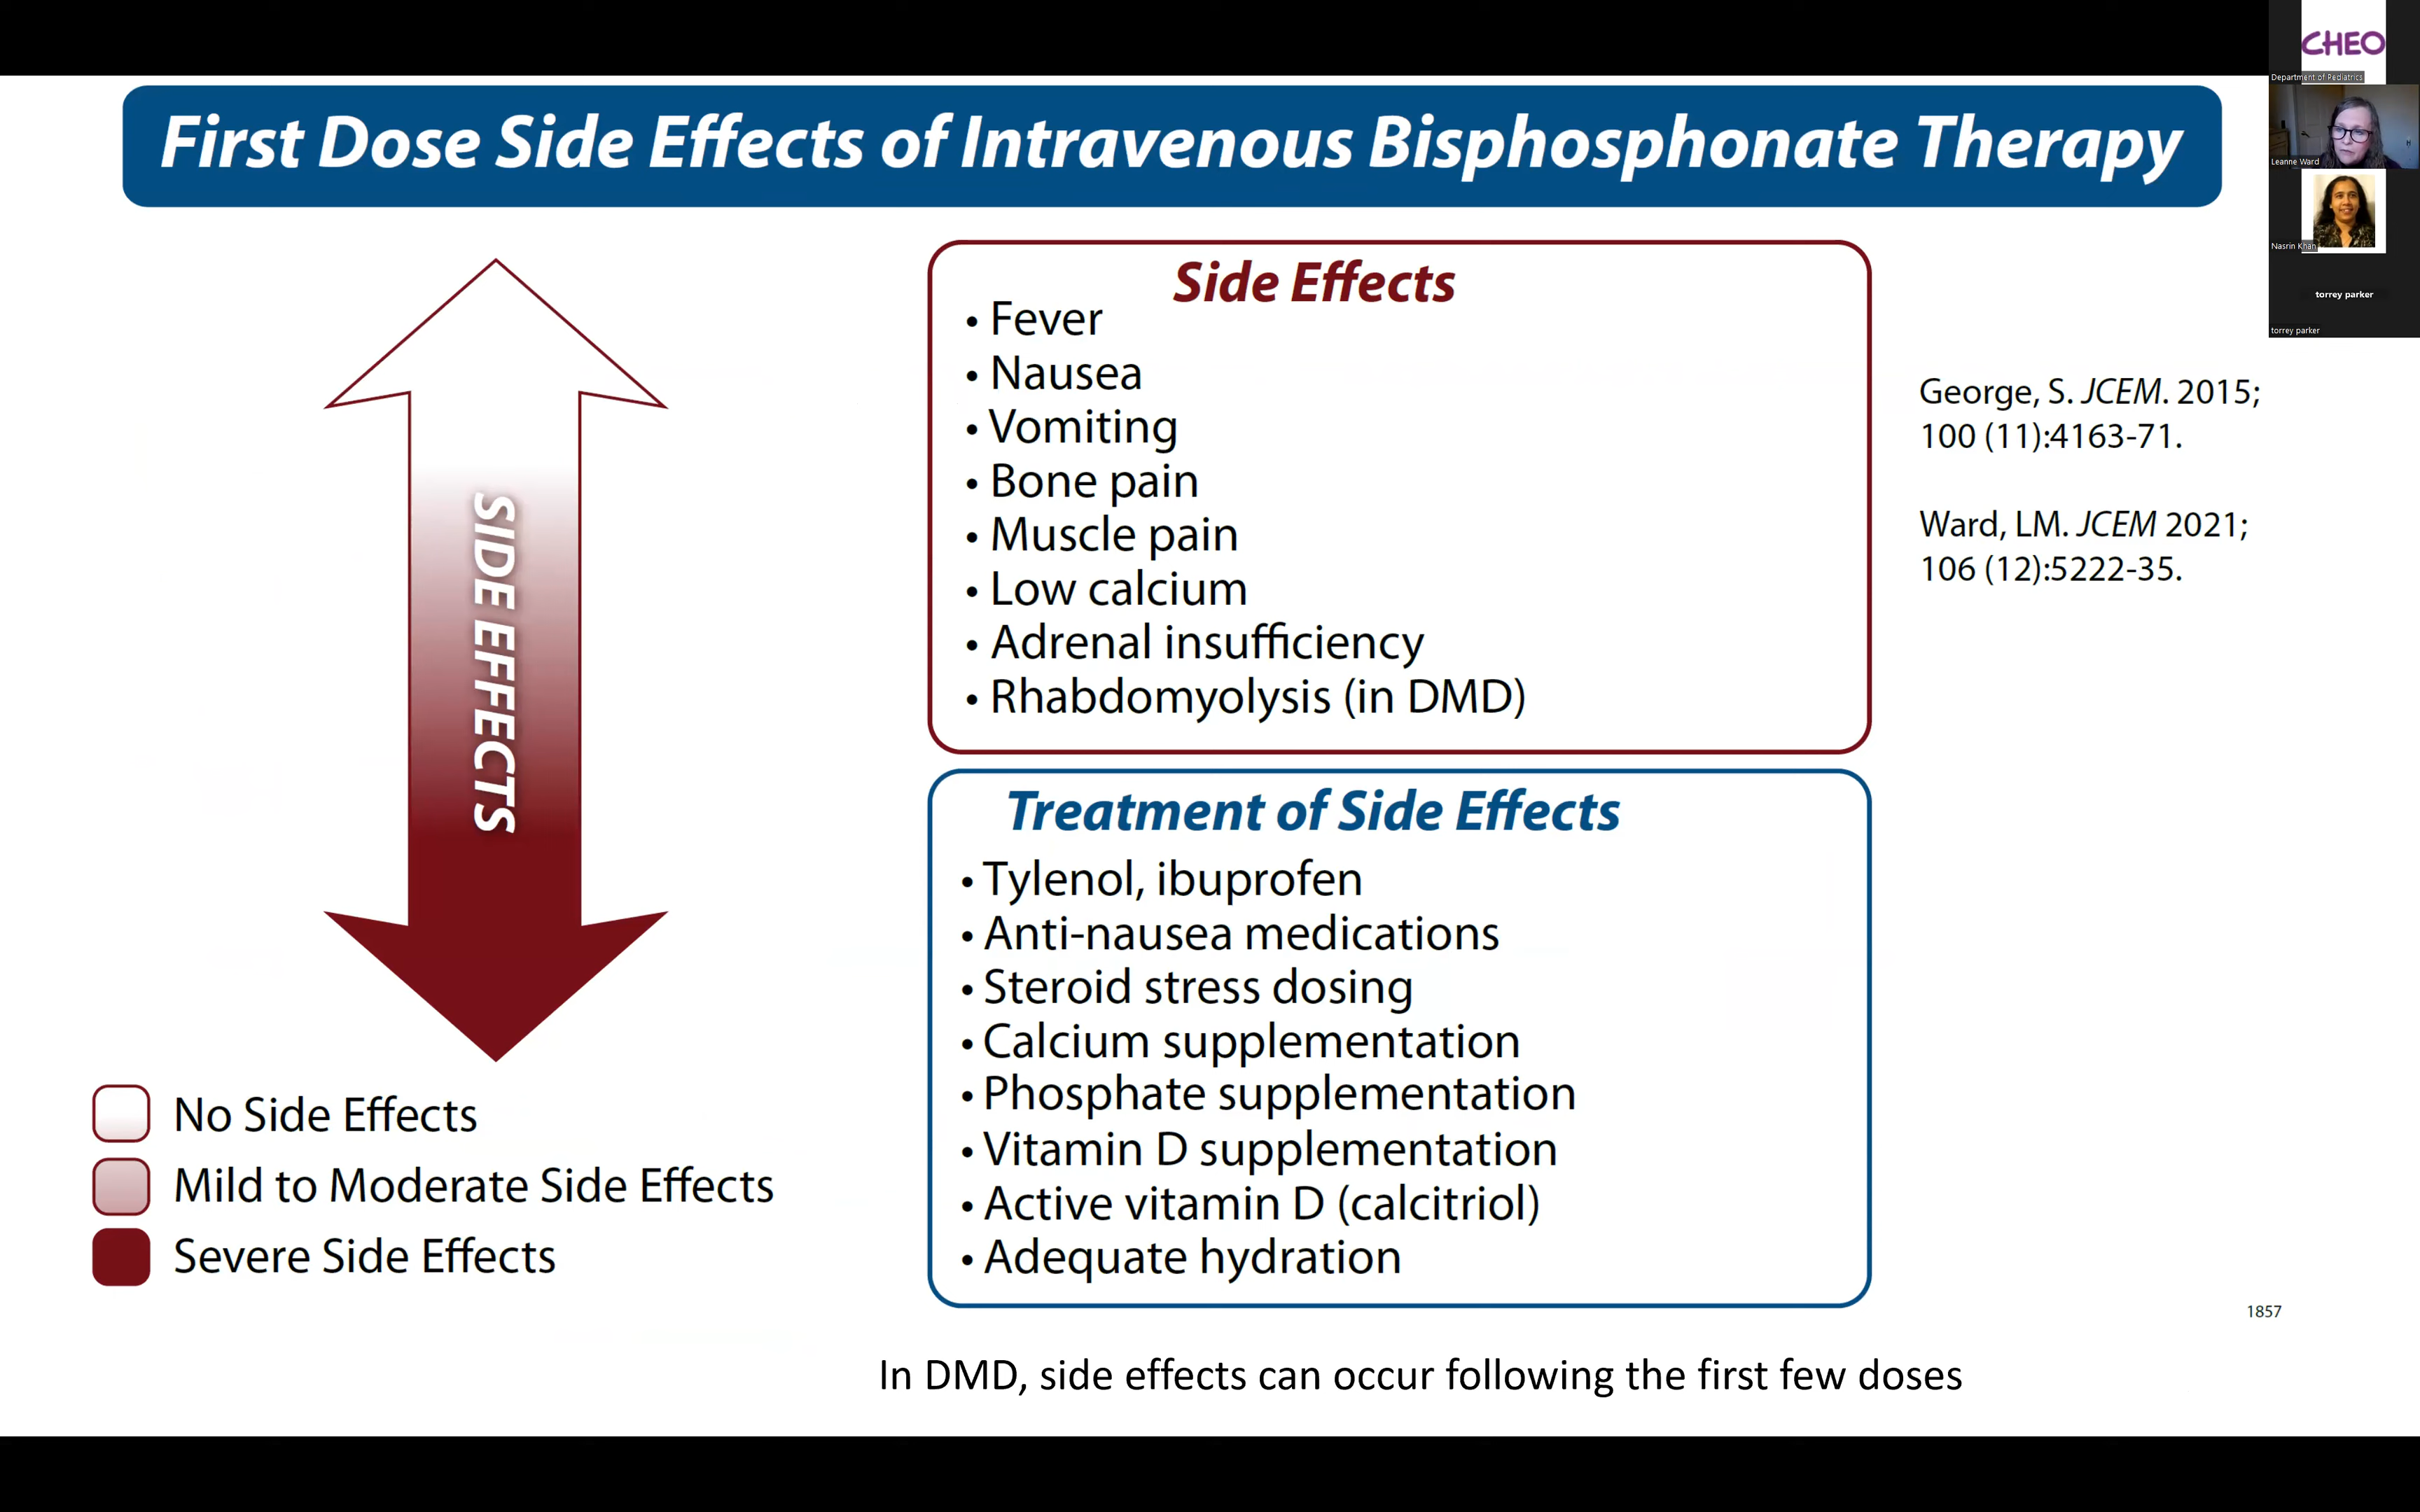 First Dose Side Effects of Intravenous Bisphosphonate Therapy
SIDE EFFECTS
No Side Effects
Mild to Moderate Side Effects
Severe Side Effects
Side Effects
• Fever
• Nausea
• Vomiting
• Bone pain
• Muscle pain
• Low calcium
• Adrenal insufficiency
• Rhabdomyolysis (in DMD)
Treatment of Side Effects
• Tylenol, ibuprofen
• Anti-nausea medications
• Steroid stress dosing
• Calcium supplementation
• Phosphate supplementation
• Vitamin D supplementation
• Active vitamin D (calcitriol)
• Adequate hydration
George, S. JCEM. 2015;
100 (11):4163-71.
Ward, LM. JCEM 2021;
106 (12):5222-35.
1857
In DMD, side effects can occur following the first few doses
CHEO
Department of Pediatrics
Leanne Ward
Nasrin Khan
torrey parker
torrey parker